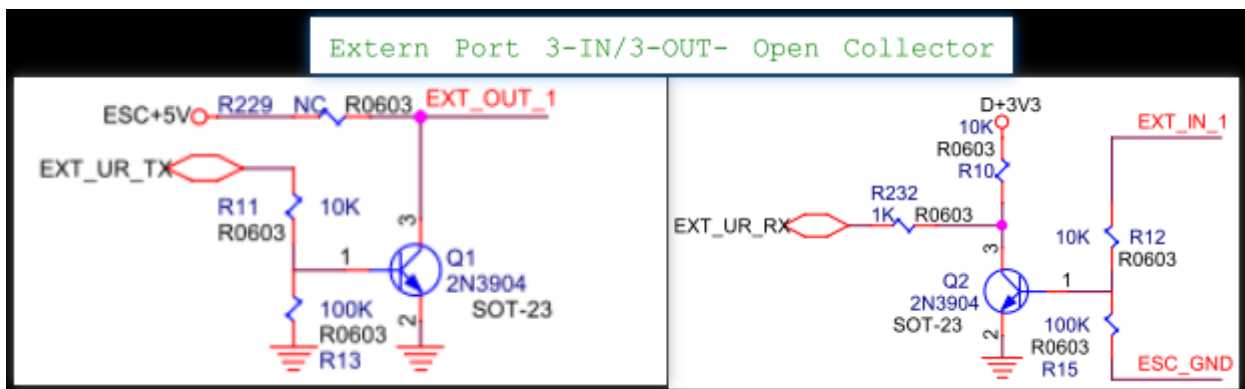 Extern Port 3-IN/3-OUT- Open Collector
ESC+5V
R229 NC R0603
EXT_OUT_1
EXT_UR_TX
R11 10K
R0603
1
3
Q1
2N3904
SOT-23
2
100K
R0603
R13
D+3V3
10K
R0603
R10
EXT_IN_1
R232
1K R0603
EXT_UR_RX
3
Q2
2N3904
SOT-23
1
2
10K R12
R0603
100K
R0603
R15
ESC_GND